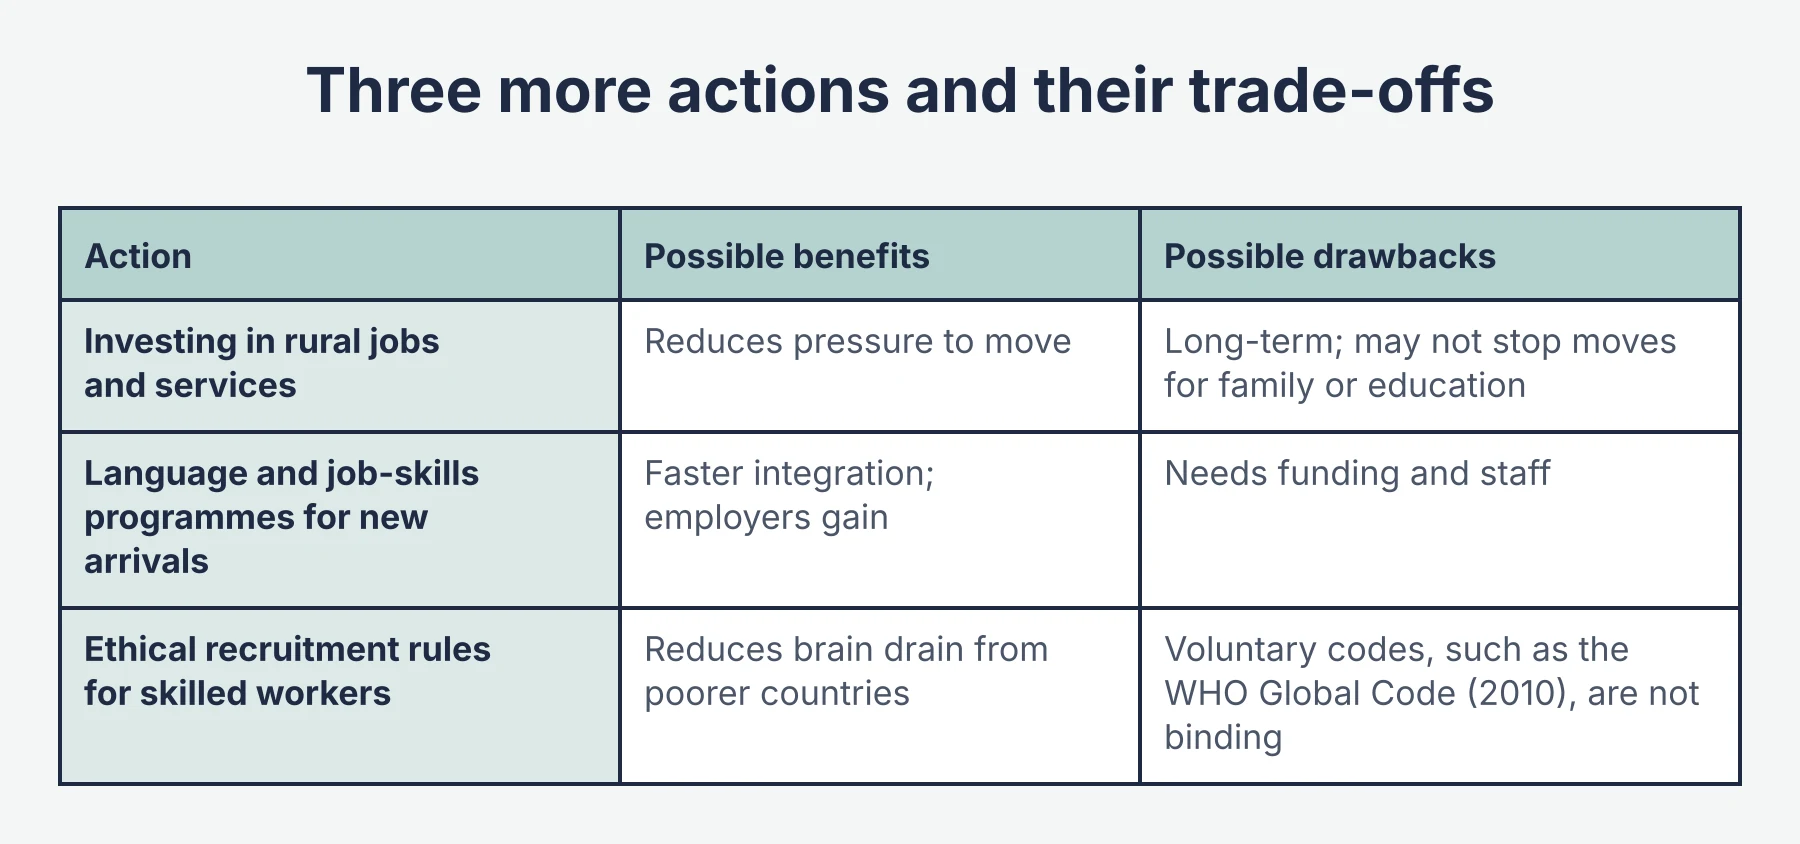 Three more actions and their trade-offs
Action
Possible benefits
Possible drawbacks
Investing in rural jobs
and services
Reduces pressure to move
Long-term; may not stop moves
for family or education
Language and job-skills
programmes for new
arrivals
Faster integration;
employers gain
Needs funding and staff
Ethical recruitment rules
for skilled workers
Reduces brain drain from
poorer countries
Voluntary codes, such as the
WHO Global Code (2010), are not
binding